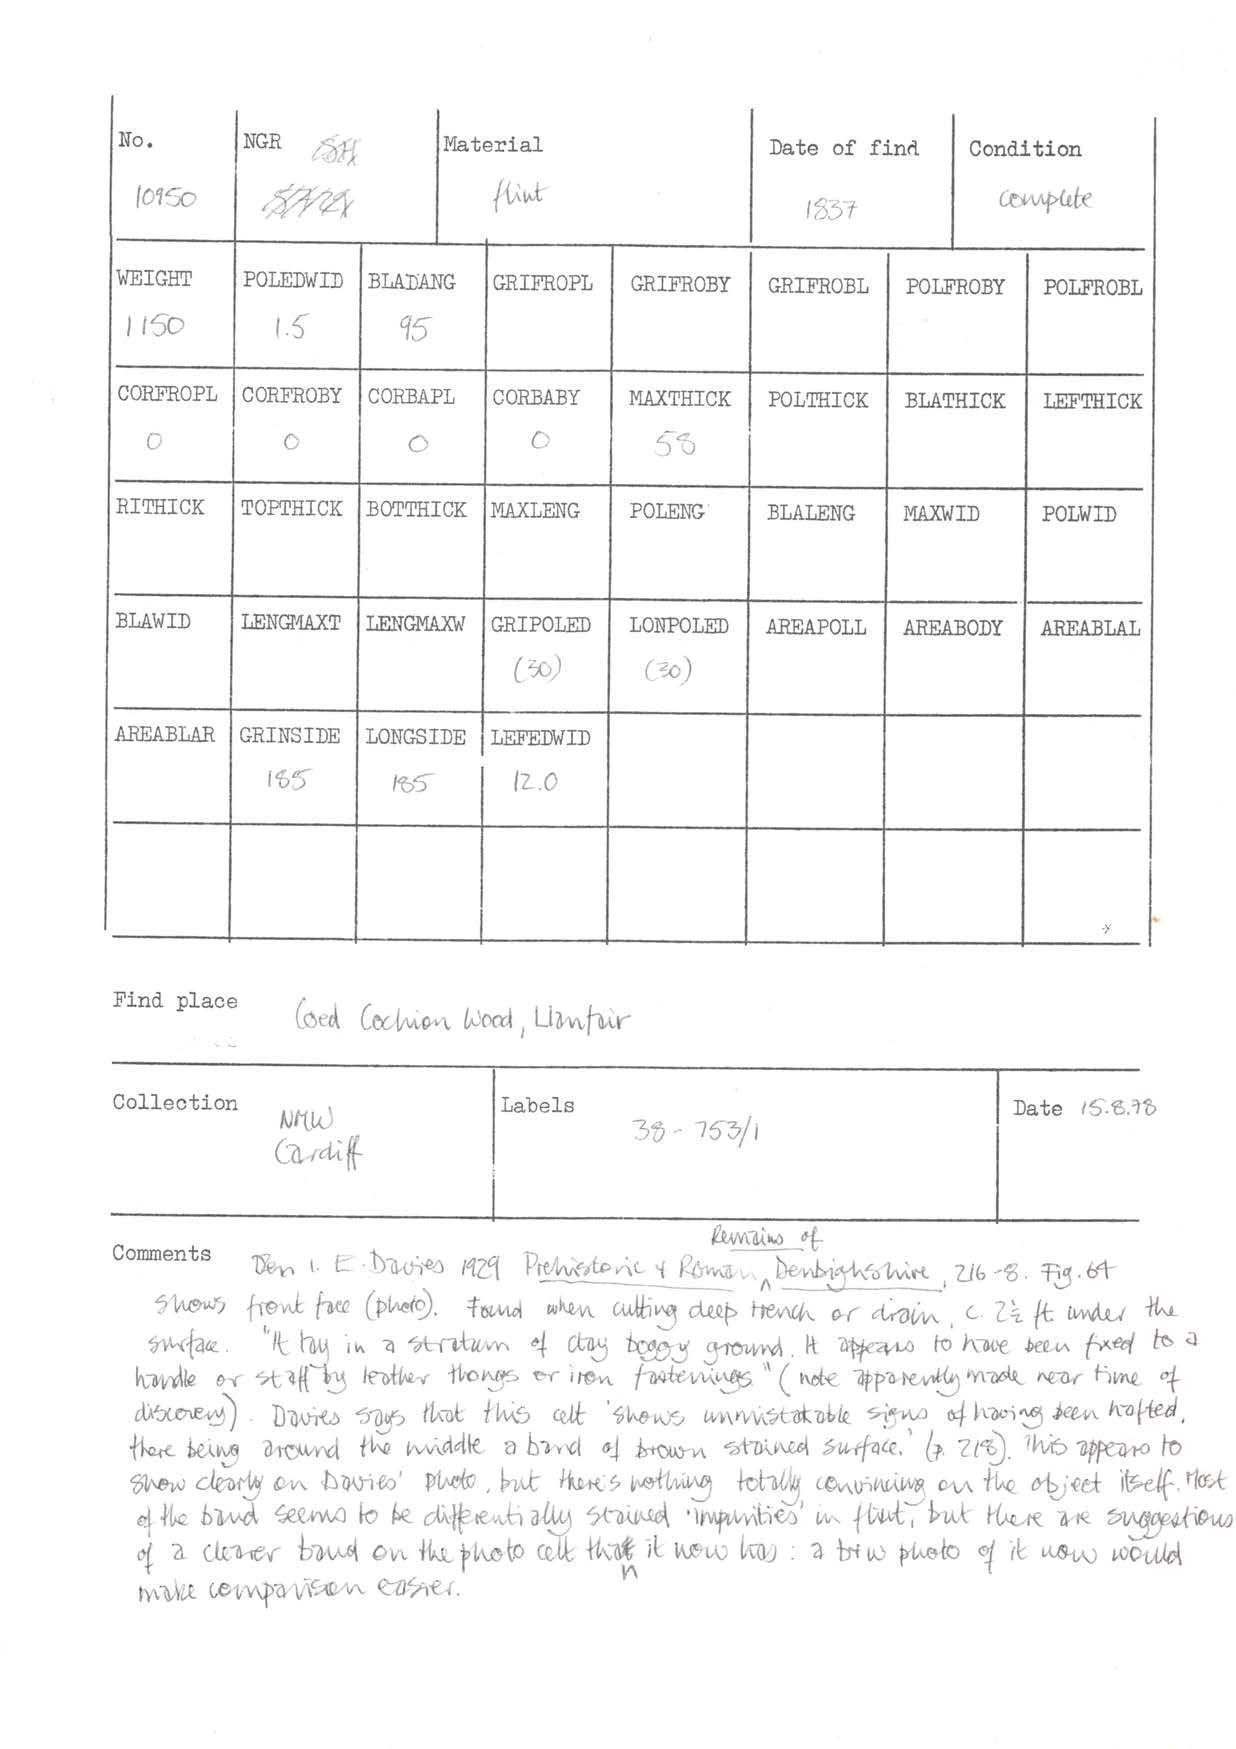 No. NGR Material Date of find Condition
10950 flint 1837 complete
WEIGHT POLEDWID BLADANG GRIFROPL GRIFROBY GRIFROBL POLFROBY POLFROBL
1150 1.5 95
CORFROPL CORFROBY CORBAPL CORBABY MAXTHICK POLTHICK BLATHICK LEFTHICK
0 0 0 0 58
RITHICK TOPTHICK BOTTHICK MAXLENG POLENG BLALENG MAXWID POLWID
BLAWID LENGMAXT LENGMAXW GRIPOLED LONPOLED AREAPOLL AREABODY AREABLAL
(30) (30)
AREABLAR GRINSIDE LONGSIDE LEFEDWID
185 185 12.0
Find place Coed Cochion Wood, Llanfair
Collection NMW Cardiff
Labels 38-753/1
Date 15.8.78
Remains of
Comments Den 1. E. Davies 1929 Prehistoric & Roman ^ Denbighshire, 216-8. Fig. 64
shows front face (photo). Found when cutting deep trench or drain, c. 2½ ft. under the
surface. "It lay in a stratum of clay boggy ground. It appears to have been fixed to a
handle or staff by leather thongs or iron fastenings" (note apparently made near time of
discovery). Davies says that this celt 'shows unmistakable signs of having been hafted,
there being around the middle a band of brown stained surface.' (p. 218). This appears to
show clearly on Davies' photo, but there's nothing totally convincing on the object itself. Most
of the band seems to be differentially stained 'impurities' in flint, but there are suggestions
of a clearer band on the photo celt than it now has: a b+w photo of it now would
make comparison easier.